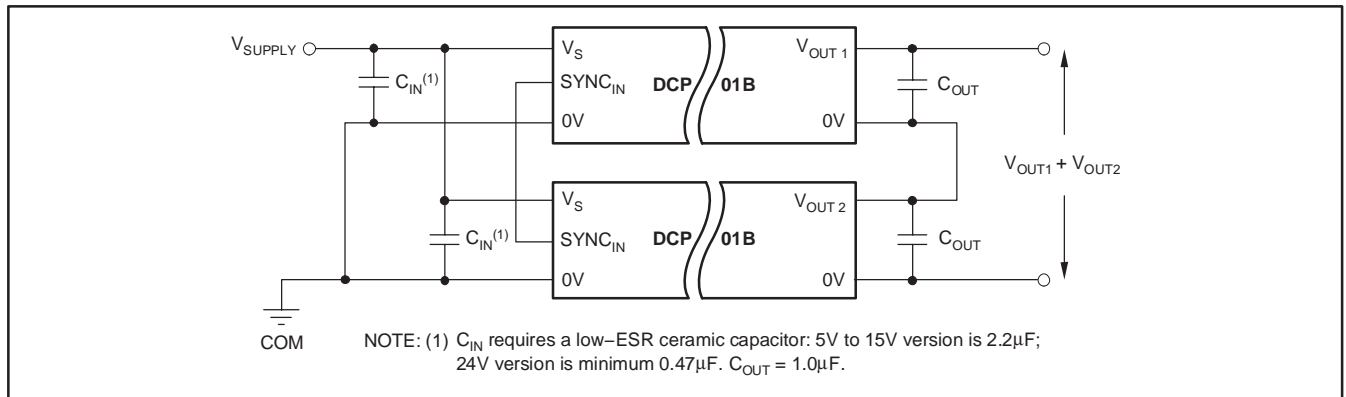 V_SUPPLY
C_IN^(1)
V_S
SYNC_IN
0V
DCP
01B
V_OUT 1
0V
C_OUT
V_OUT1 + V_OUT2
C_IN^(1)
V_S
SYNC_IN
0V
DCP
01B
V_OUT 2
0V
C_OUT
COM
NOTE: (1) C_IN requires a low−ESR ceramic capacitor: 5V to 15V version is 2.2μF;
24V version is minimum 0.47μF. C_OUT = 1.0μF.